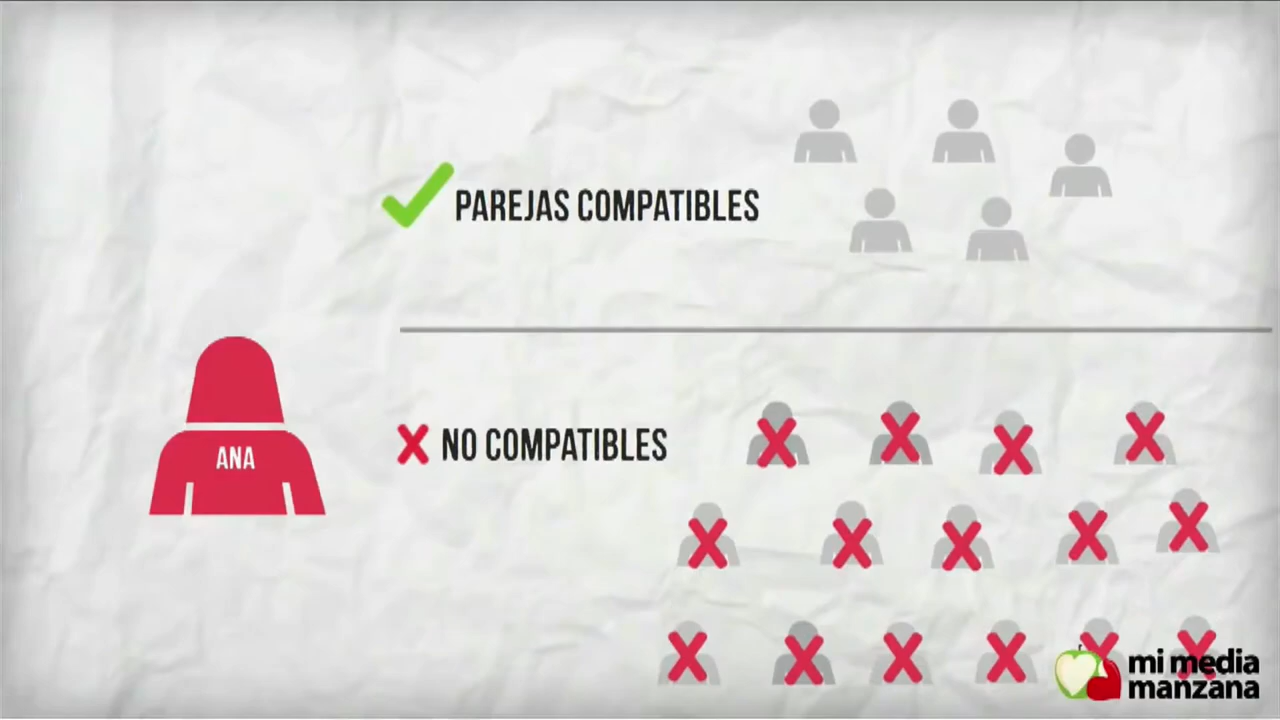 PAREJAS COMPATIBLES
ANA
NO COMPATIBLES
mi media
manzana